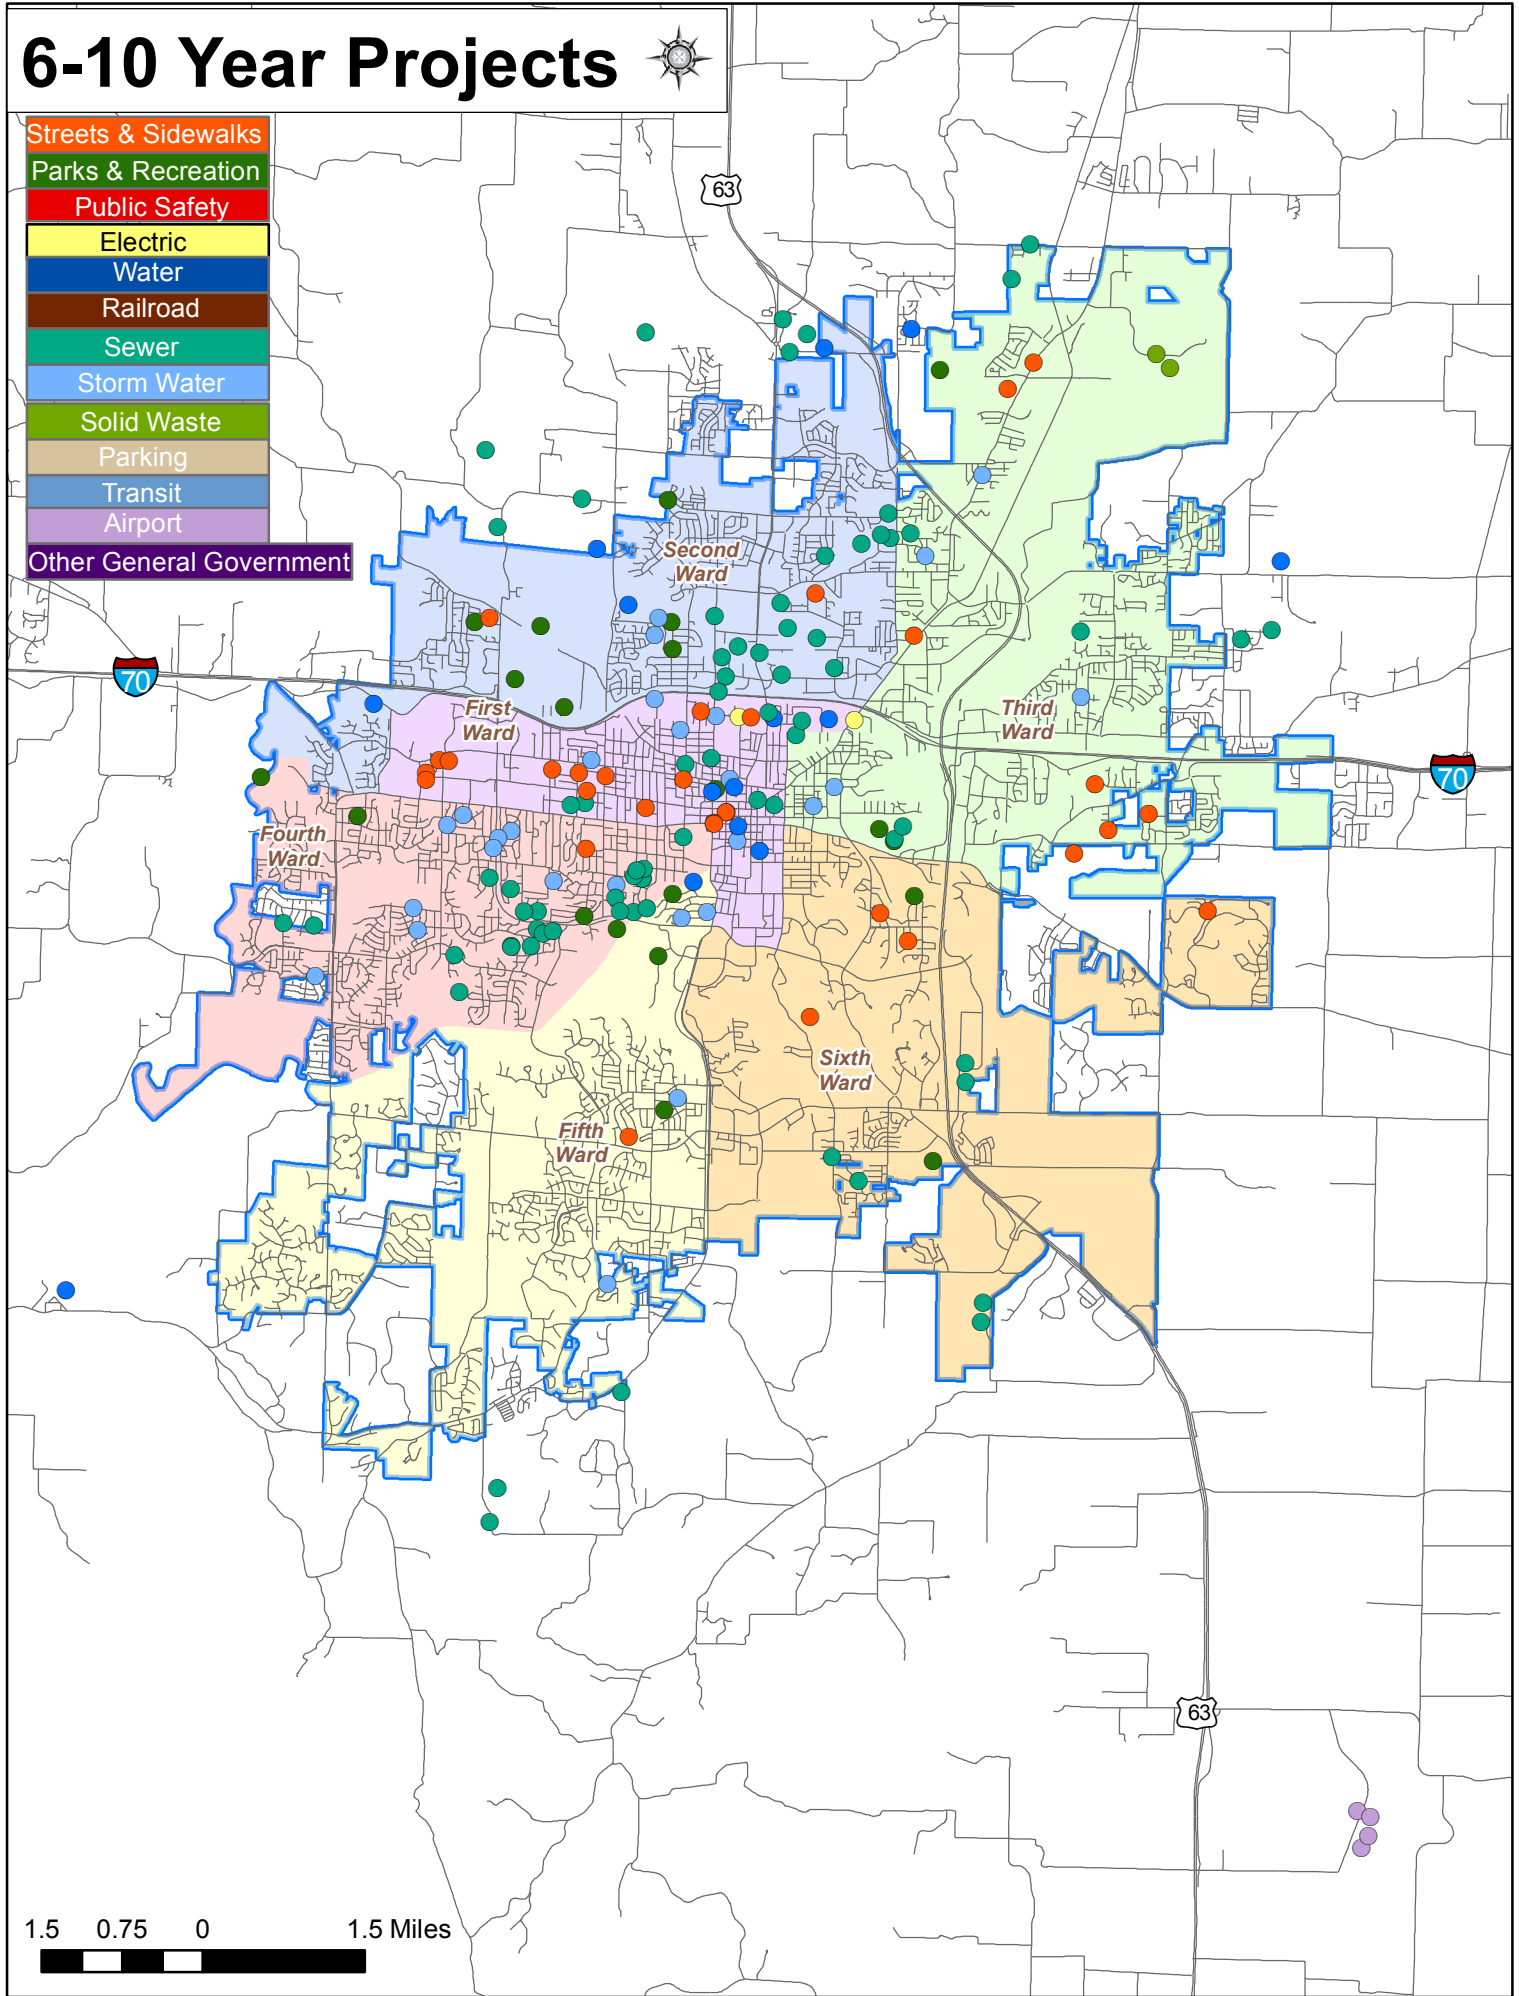 6-10 Year Projects
Streets & Sidewalks
Parks & Recreation
Public Safety
Electric
Water
Railroad
Sewer
Storm Water
Solid Waste
Parking
Transit
Airport
Other General Government
63
Second
Ward
70
First
Ward
Third
Ward
70
Fourth
Ward
Sixth
Ward
Fifth
Ward
63
1.5 0.75 0 1.5 Miles